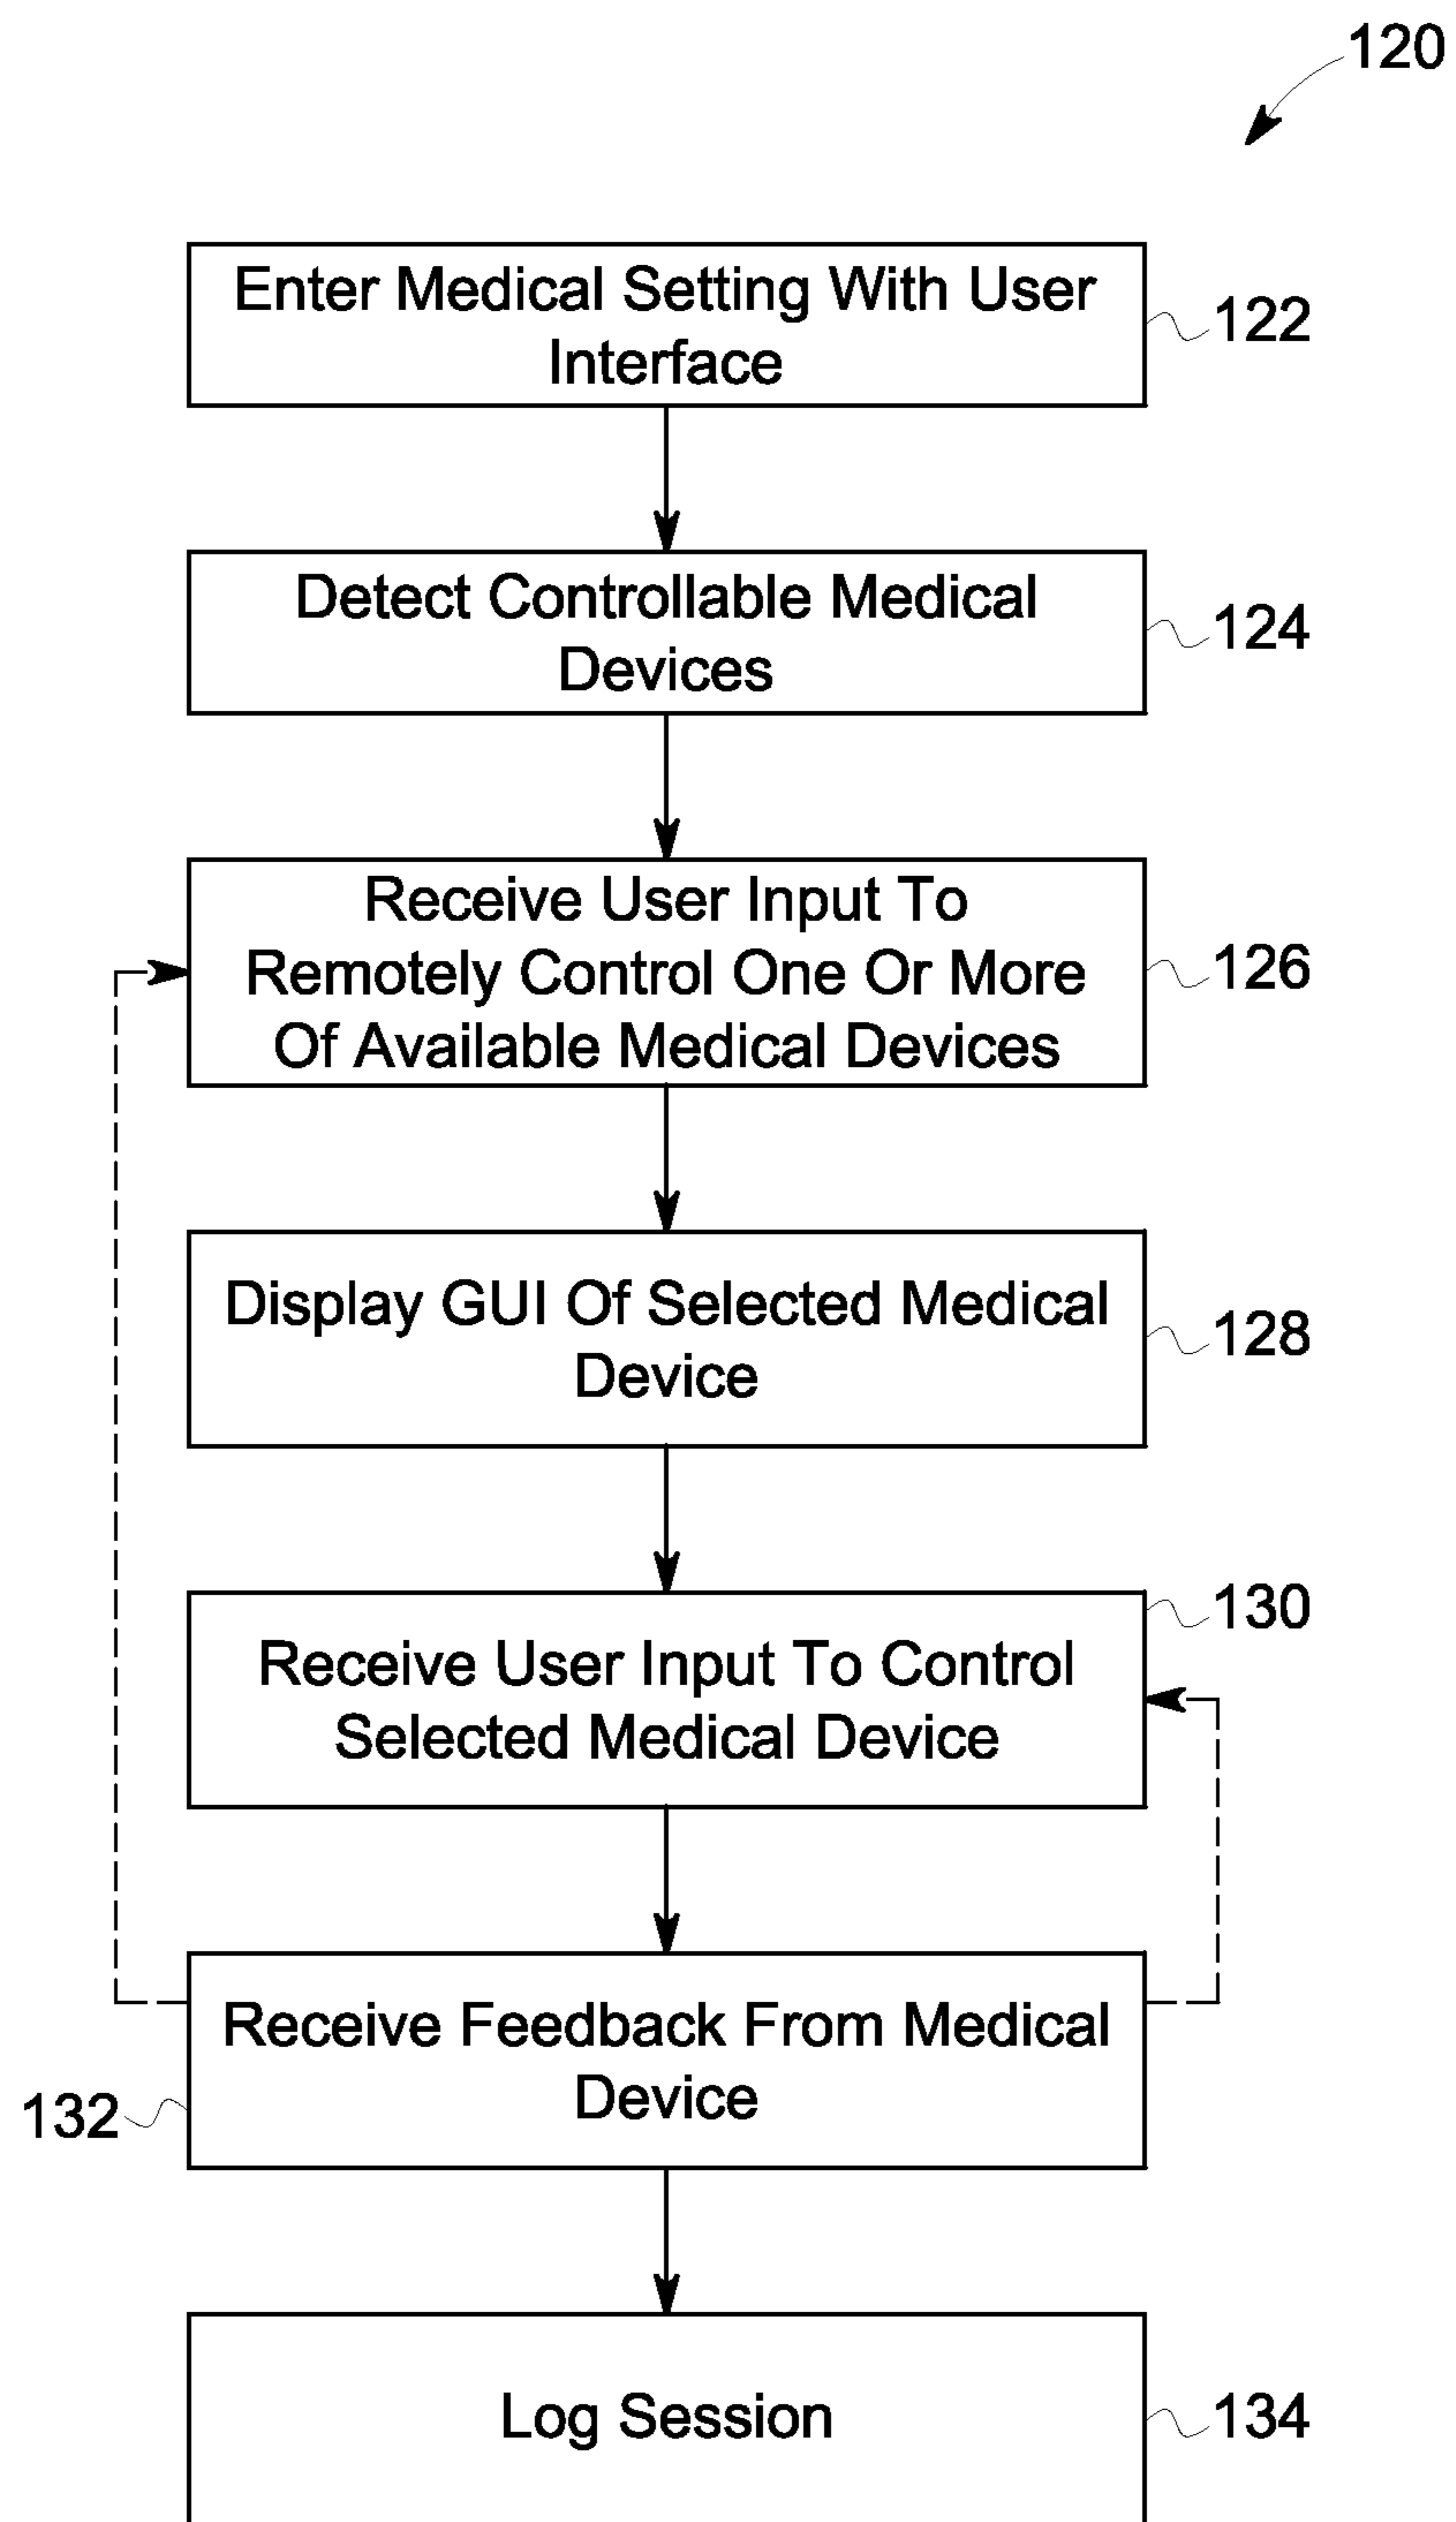 120
Enter Medical Setting With User
Interface
122
Detect Controllable Medical
Devices
124
Receive User Input To
Remotely Control One Or More
Of Available Medical Devices
126
Display GUI Of Selected Medical
Device
128
130
Receive User Input To Control
Selected Medical Device
Receive Feedback From Medical
Device
132
Log Session
134